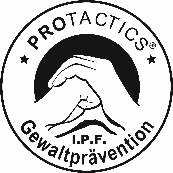 PROTACTICS®
I.P.F.
Gewaltprävention